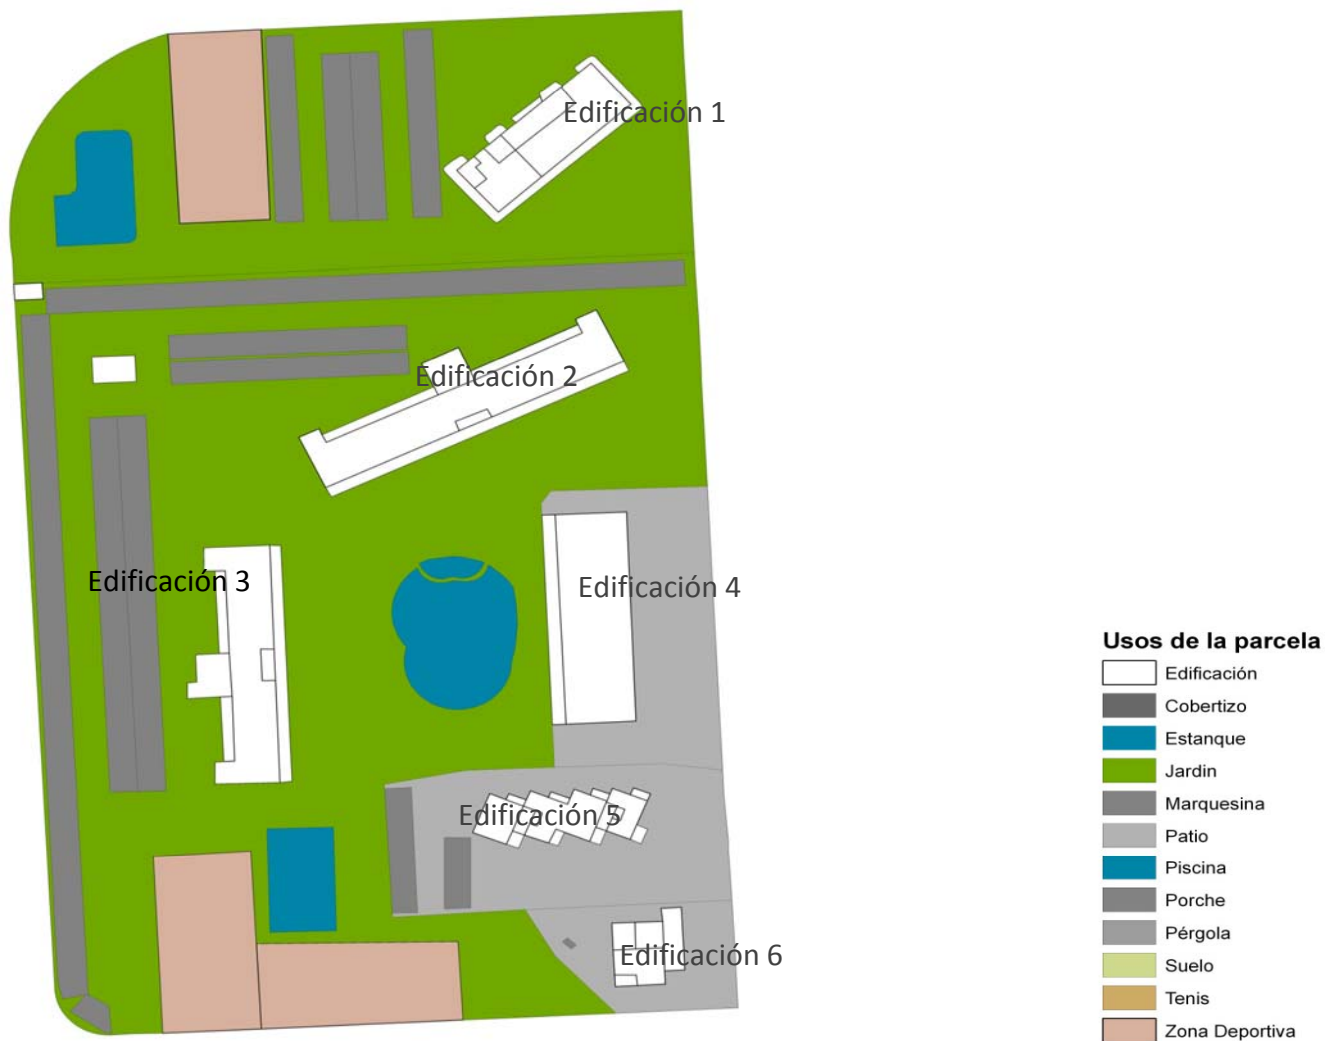 Edificación 1
Edificación 2
Edificación 3
Edificación 4
Edificación 5
Edificación 6
Usos de la parcela
Edificación
Cobertizo
Estanque
Jardin
Marquesina
Patio
Piscina
Porche
Pérgola
Suelo
Tenis
Zona Deportiva